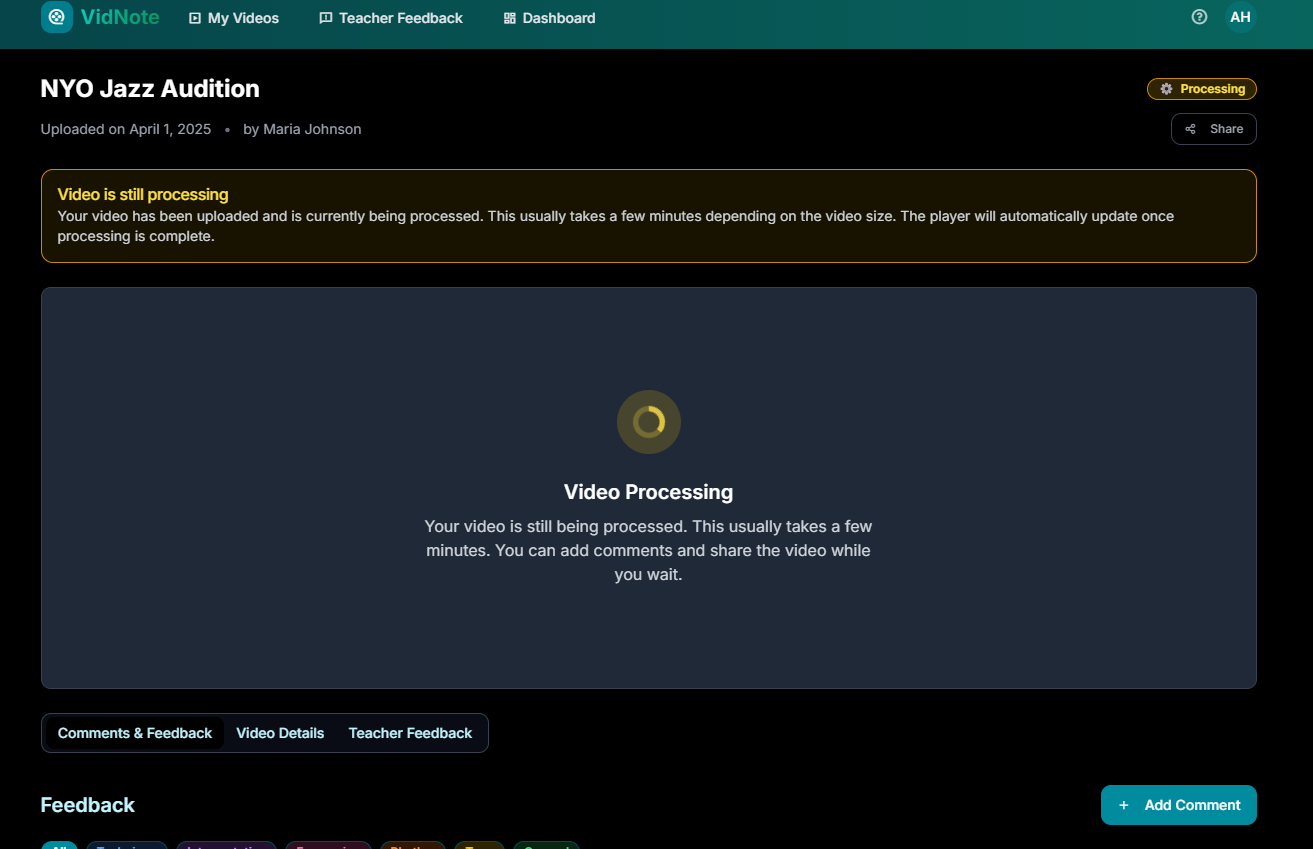 VidNote My Videos Teacher Feedback Dashboard AH
NYO Jazz Audition
Processing
Uploaded on April 1, 2025 • by Maria Johnson
Share
Video is still processing
Your video has been uploaded and is currently being processed. This usually takes a few minutes depending on the video size. The player will automatically update once
processing is complete.
Video Processing
Your video is still being processed. This usually takes a few
minutes. You can add comments and share the video while
you wait.
Comments & Feedback Video Details Teacher Feedback
Feedback
+ Add Comment